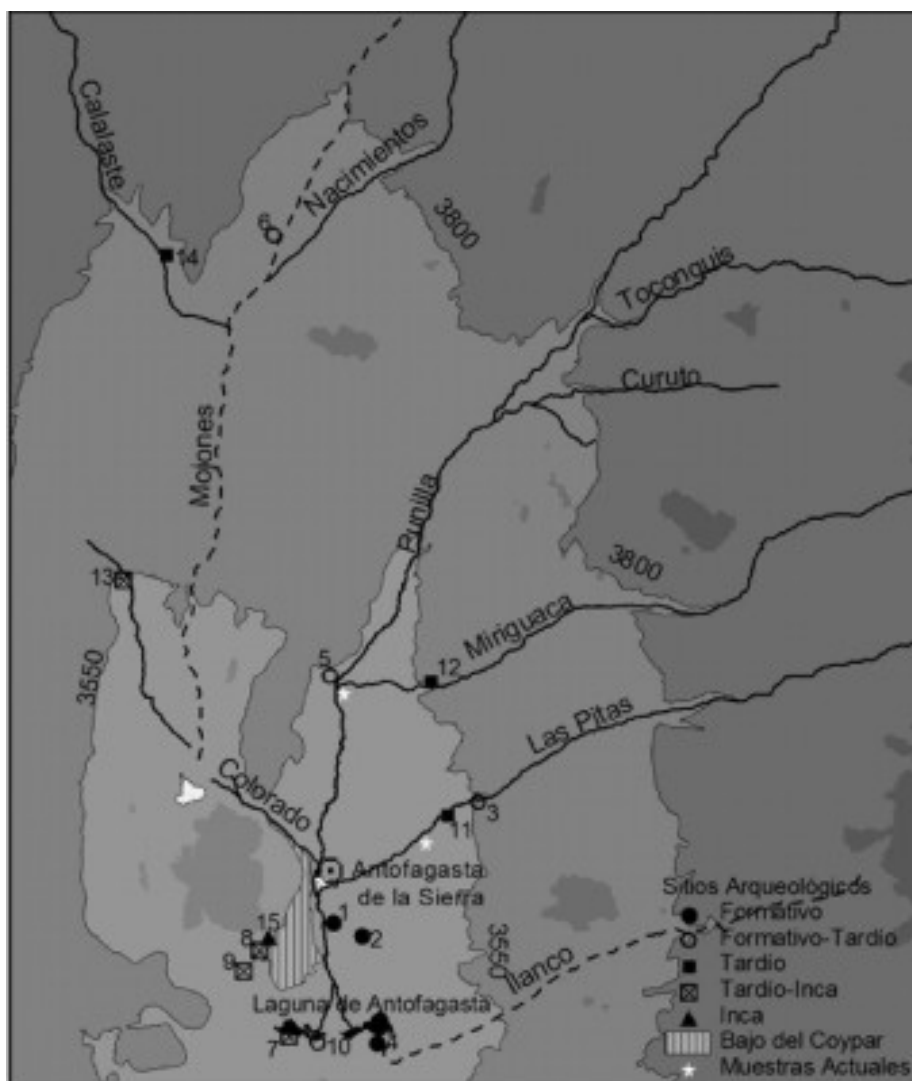 Calalaste
Nacimientos
6
3800
14
Toconquis
Curuto
Mojones
Punilla
13
3800
Miriguaca
3550
5
12
Las Pitas
Colorado
3
11
Antofagasta
de la Sierra
Sitios Arqueológicos
1
Formativo
15
2
8
3550
Formativo-Tardío
9
Ilanco
Tardío
Tardío-Inca
Laguna de Antofagasta
Inca
7
10
4
Bajo del Coypar
Muestras Actuales